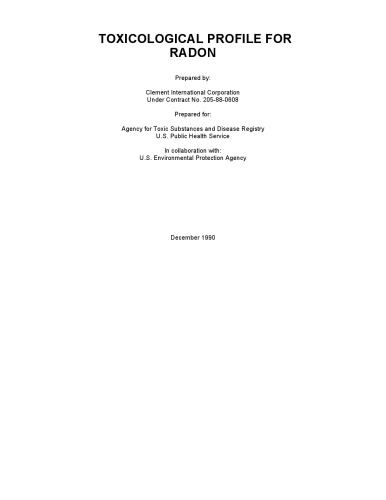 TOXICOLOGICAL PROFILE FOR
RADON
Prepared by:
Clement International Corporation
Under Contract No. 205-88-0608
Prepared for:
Agency for Toxic Substances and Disease Registry
U.S. Public Health Service
In collaboration with:
U.S. Environmental Protection Agency
December 1990